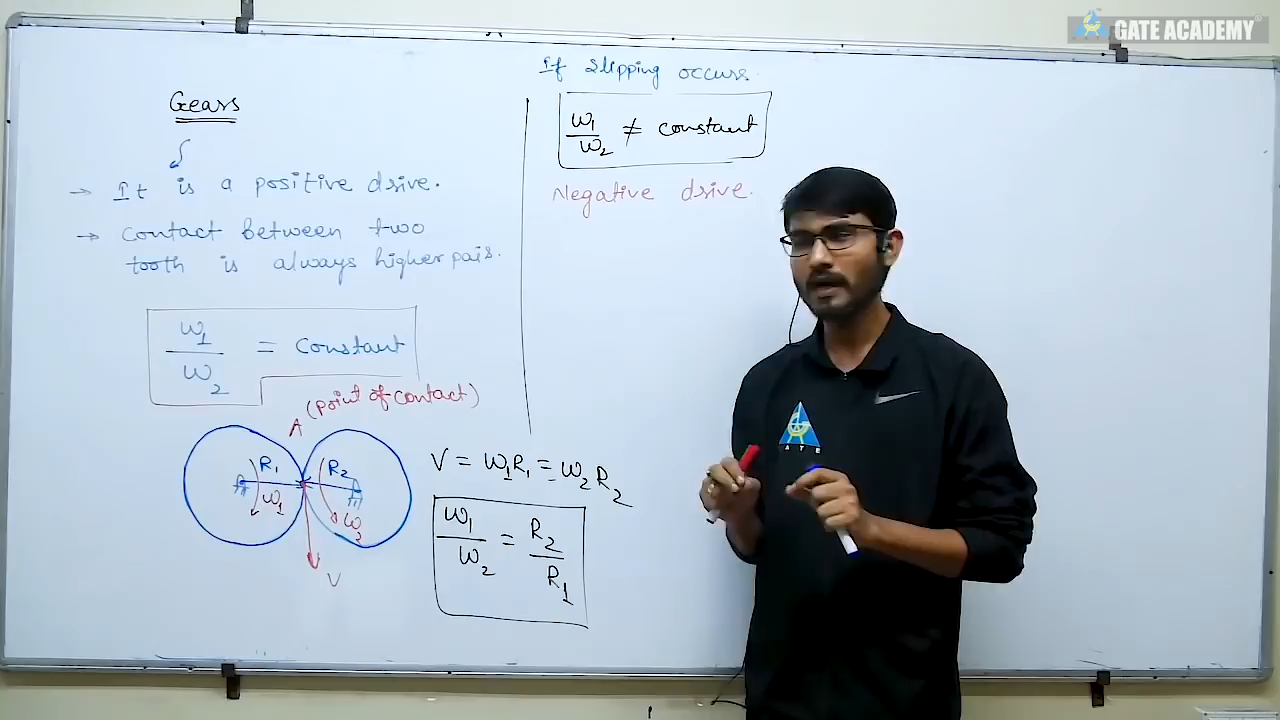 GATE ACADEMY
Gears
→ It is a positive drive.
→ contact between two
tooth is always higher pair.
ω1/ω2 = constant
A (point of contact)
R1
R2
ω1
ω2
V
V = ω1R1 = ω2R2
ω1/ω2 = R2/R1
If slipping occurs.
ω1/ω2 ≠ constant
Negative drive.